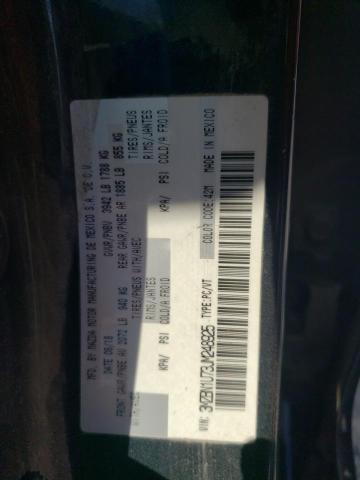 MFD. BY MAZDA MOTOR MANUFACTURING DE MEXICO S.A. DE C.V.
DATE 06/18 GVWR/PNBV 3942 LB 1788 KG
FRONT GAWR/PNBE AV 2072 LB 940 KG REAR GAWR/PNBE AR 1885 LB 855 KG
TIRES/PNEUS WITH/AVEC TIRES/PNEUS
RIMS/JANTES RIMS/JANTES
KPA/ PSI COLD/A FROID KPA/ PSI COLD/A FROID
3MZBN1U73JM248925 COLOR CODE: 42M MADE IN MEXICO
TYPE:PC/VT